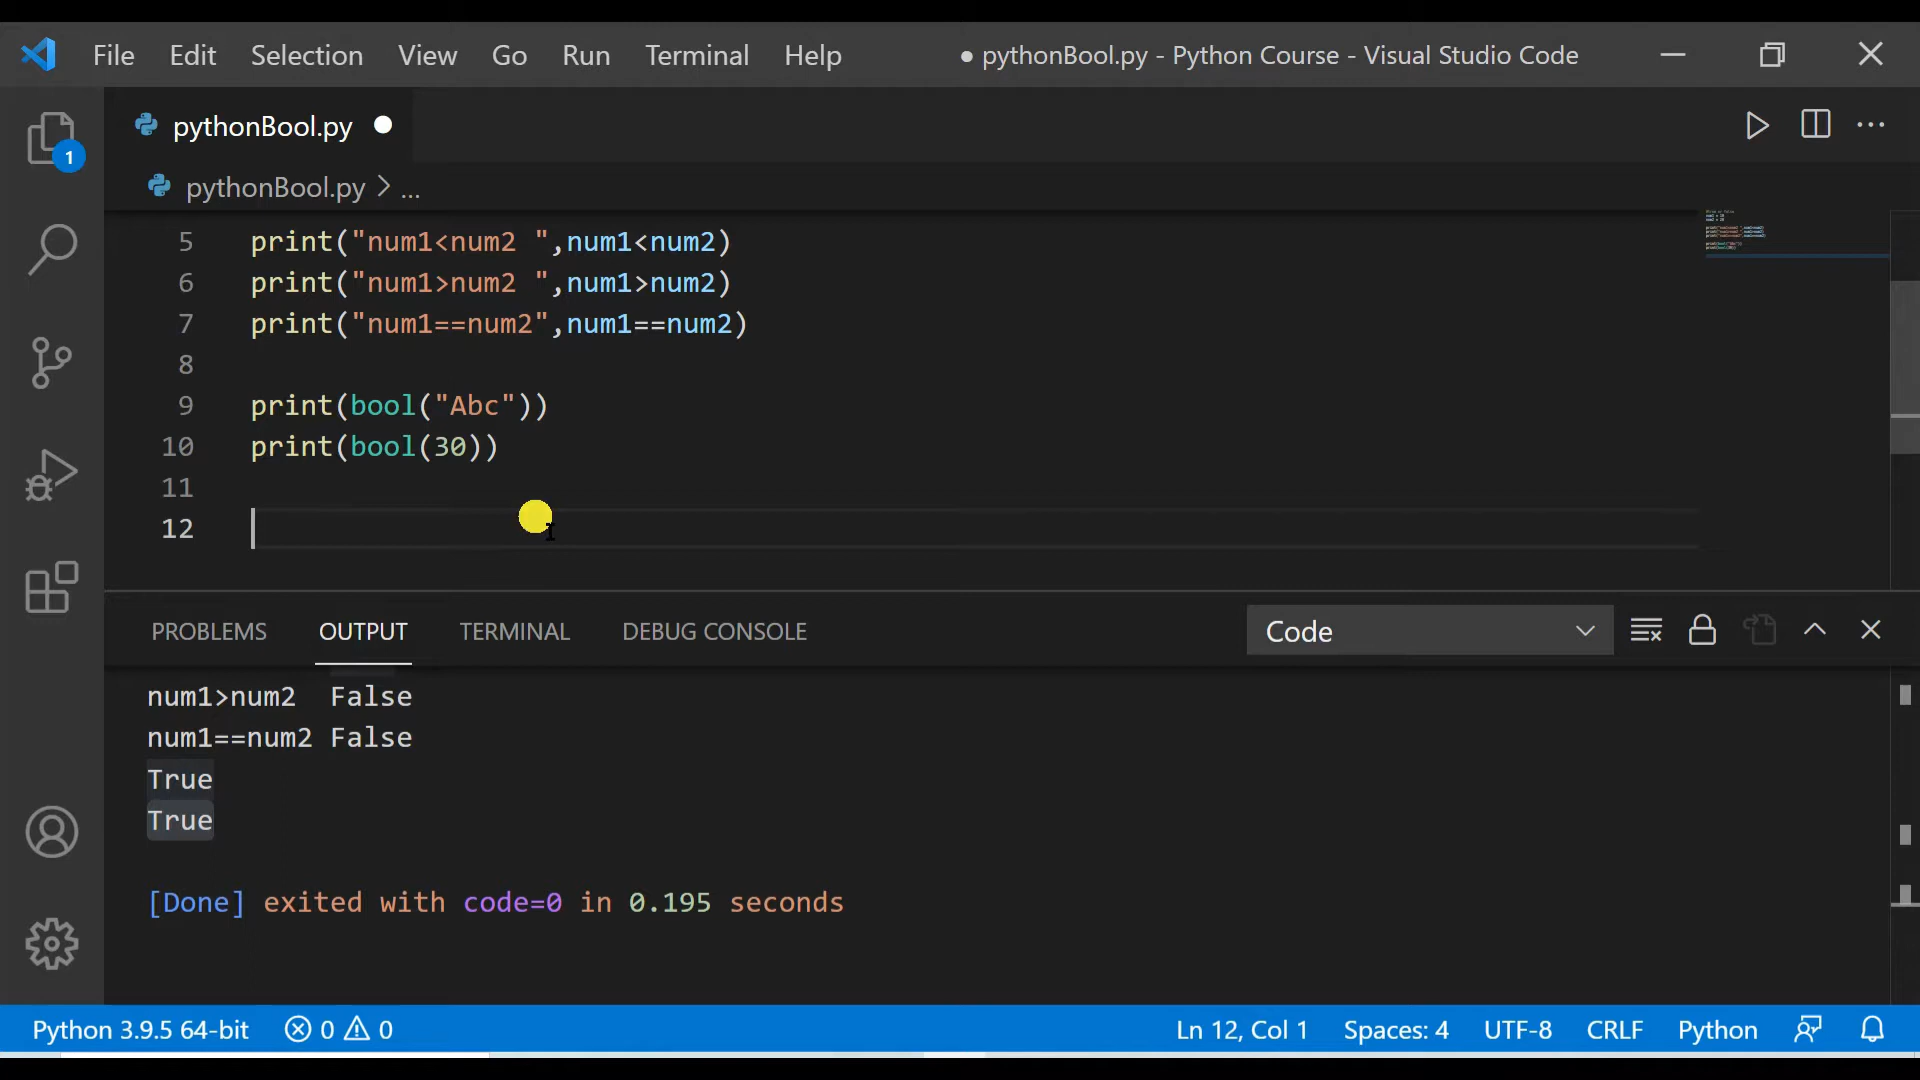 File Edit Selection View Go Run Terminal Help ● pythonBool.py - Python Course - Visual Studio Code
pythonBool.py
1
pythonBool.py > ...
5 print("num1<num2 ",num1<num2)
6 print("num1>num2 ",num1>num2)
7 print("num1==num2",num1==num2)
8
9 print(bool("Abc"))
10 print(bool(30))
11
12
PROBLEMS OUTPUT TERMINAL DEBUG CONSOLE Code
num1>num2  False
num1==num2 False
True
True
[Done] exited with code=0 in 0.195 seconds
Python 3.9.5 64-bit 0 0 Ln 12, Col 1 Spaces: 4 UTF-8 CRLF Python